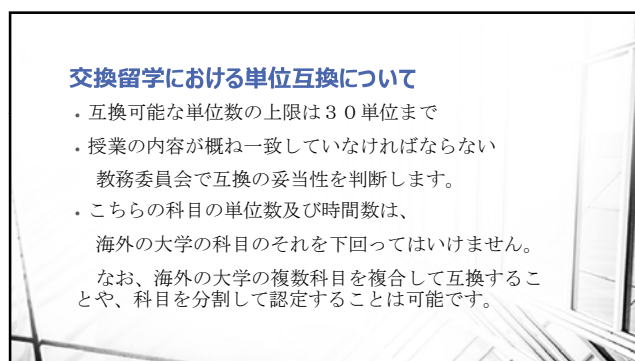 交換留学における単位互換について
・互換可能な単位数の上限は３０単位まで
・授業の内容が概ね一致していなければならない
教務委員会で互換の妥当性を判断します。
・こちらの科目の単位数及び時間数は、
海外の大学の科目のそれを下回ってはいけません。
なお、海外の大学の複数科目を複合して互換するこ
とや、科目を分割して認定することは可能です。